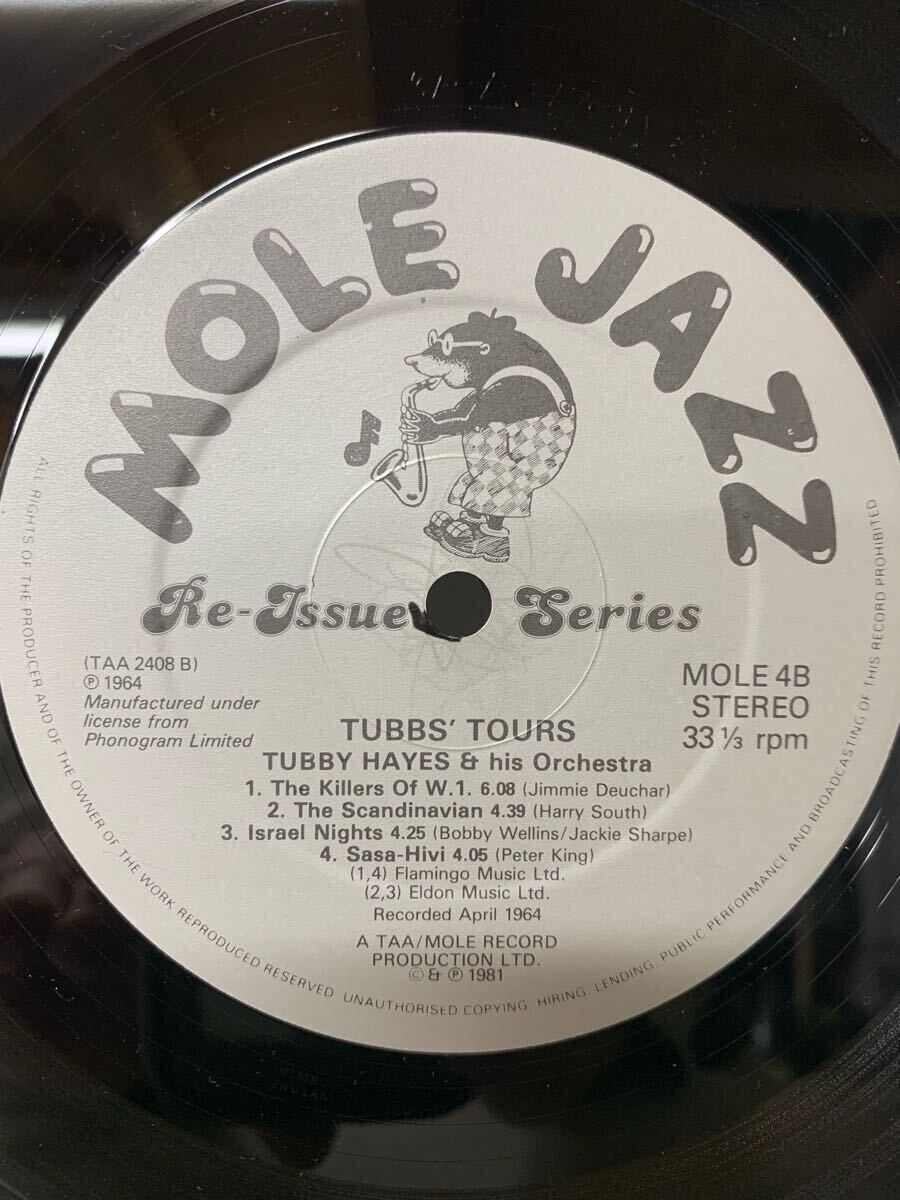 MOLE JAZZ
Re-Issue Series
(TAA 2408 B)
℗ 1964
Manufactured under
license from
Phonogram Limited
MOLE 4B
STEREO
33 ⅓ rpm
TUBBS' TOURS
TUBBY HAYES & his Orchestra
1. The Killers Of W.1. 6.08 (Jimmie Deuchar)
2. The Scandinavian 4.39 (Harry South)
3. Israel Nights 4.25 (Bobby Wellins/Jackie Sharpe)
4. Sasa-Hivi 4.05 (Peter King)
(1,4) Flamingo Music Ltd.
(2,3) Eldon Music Ltd.
Recorded April 1964
A TAA/MOLE RECORD
PRODUCTION LTD.
© & ℗ 1981
ALL RIGHTS OF THE PRODUCER AND OF THE OWNER OF THE WORK REPRODUCED RESERVED UNAUTHORISED COPYING, HIRING, LENDING, PUBLIC PERFORMANCE AND BROADCASTING OF THIS RECORD PROHIBITED